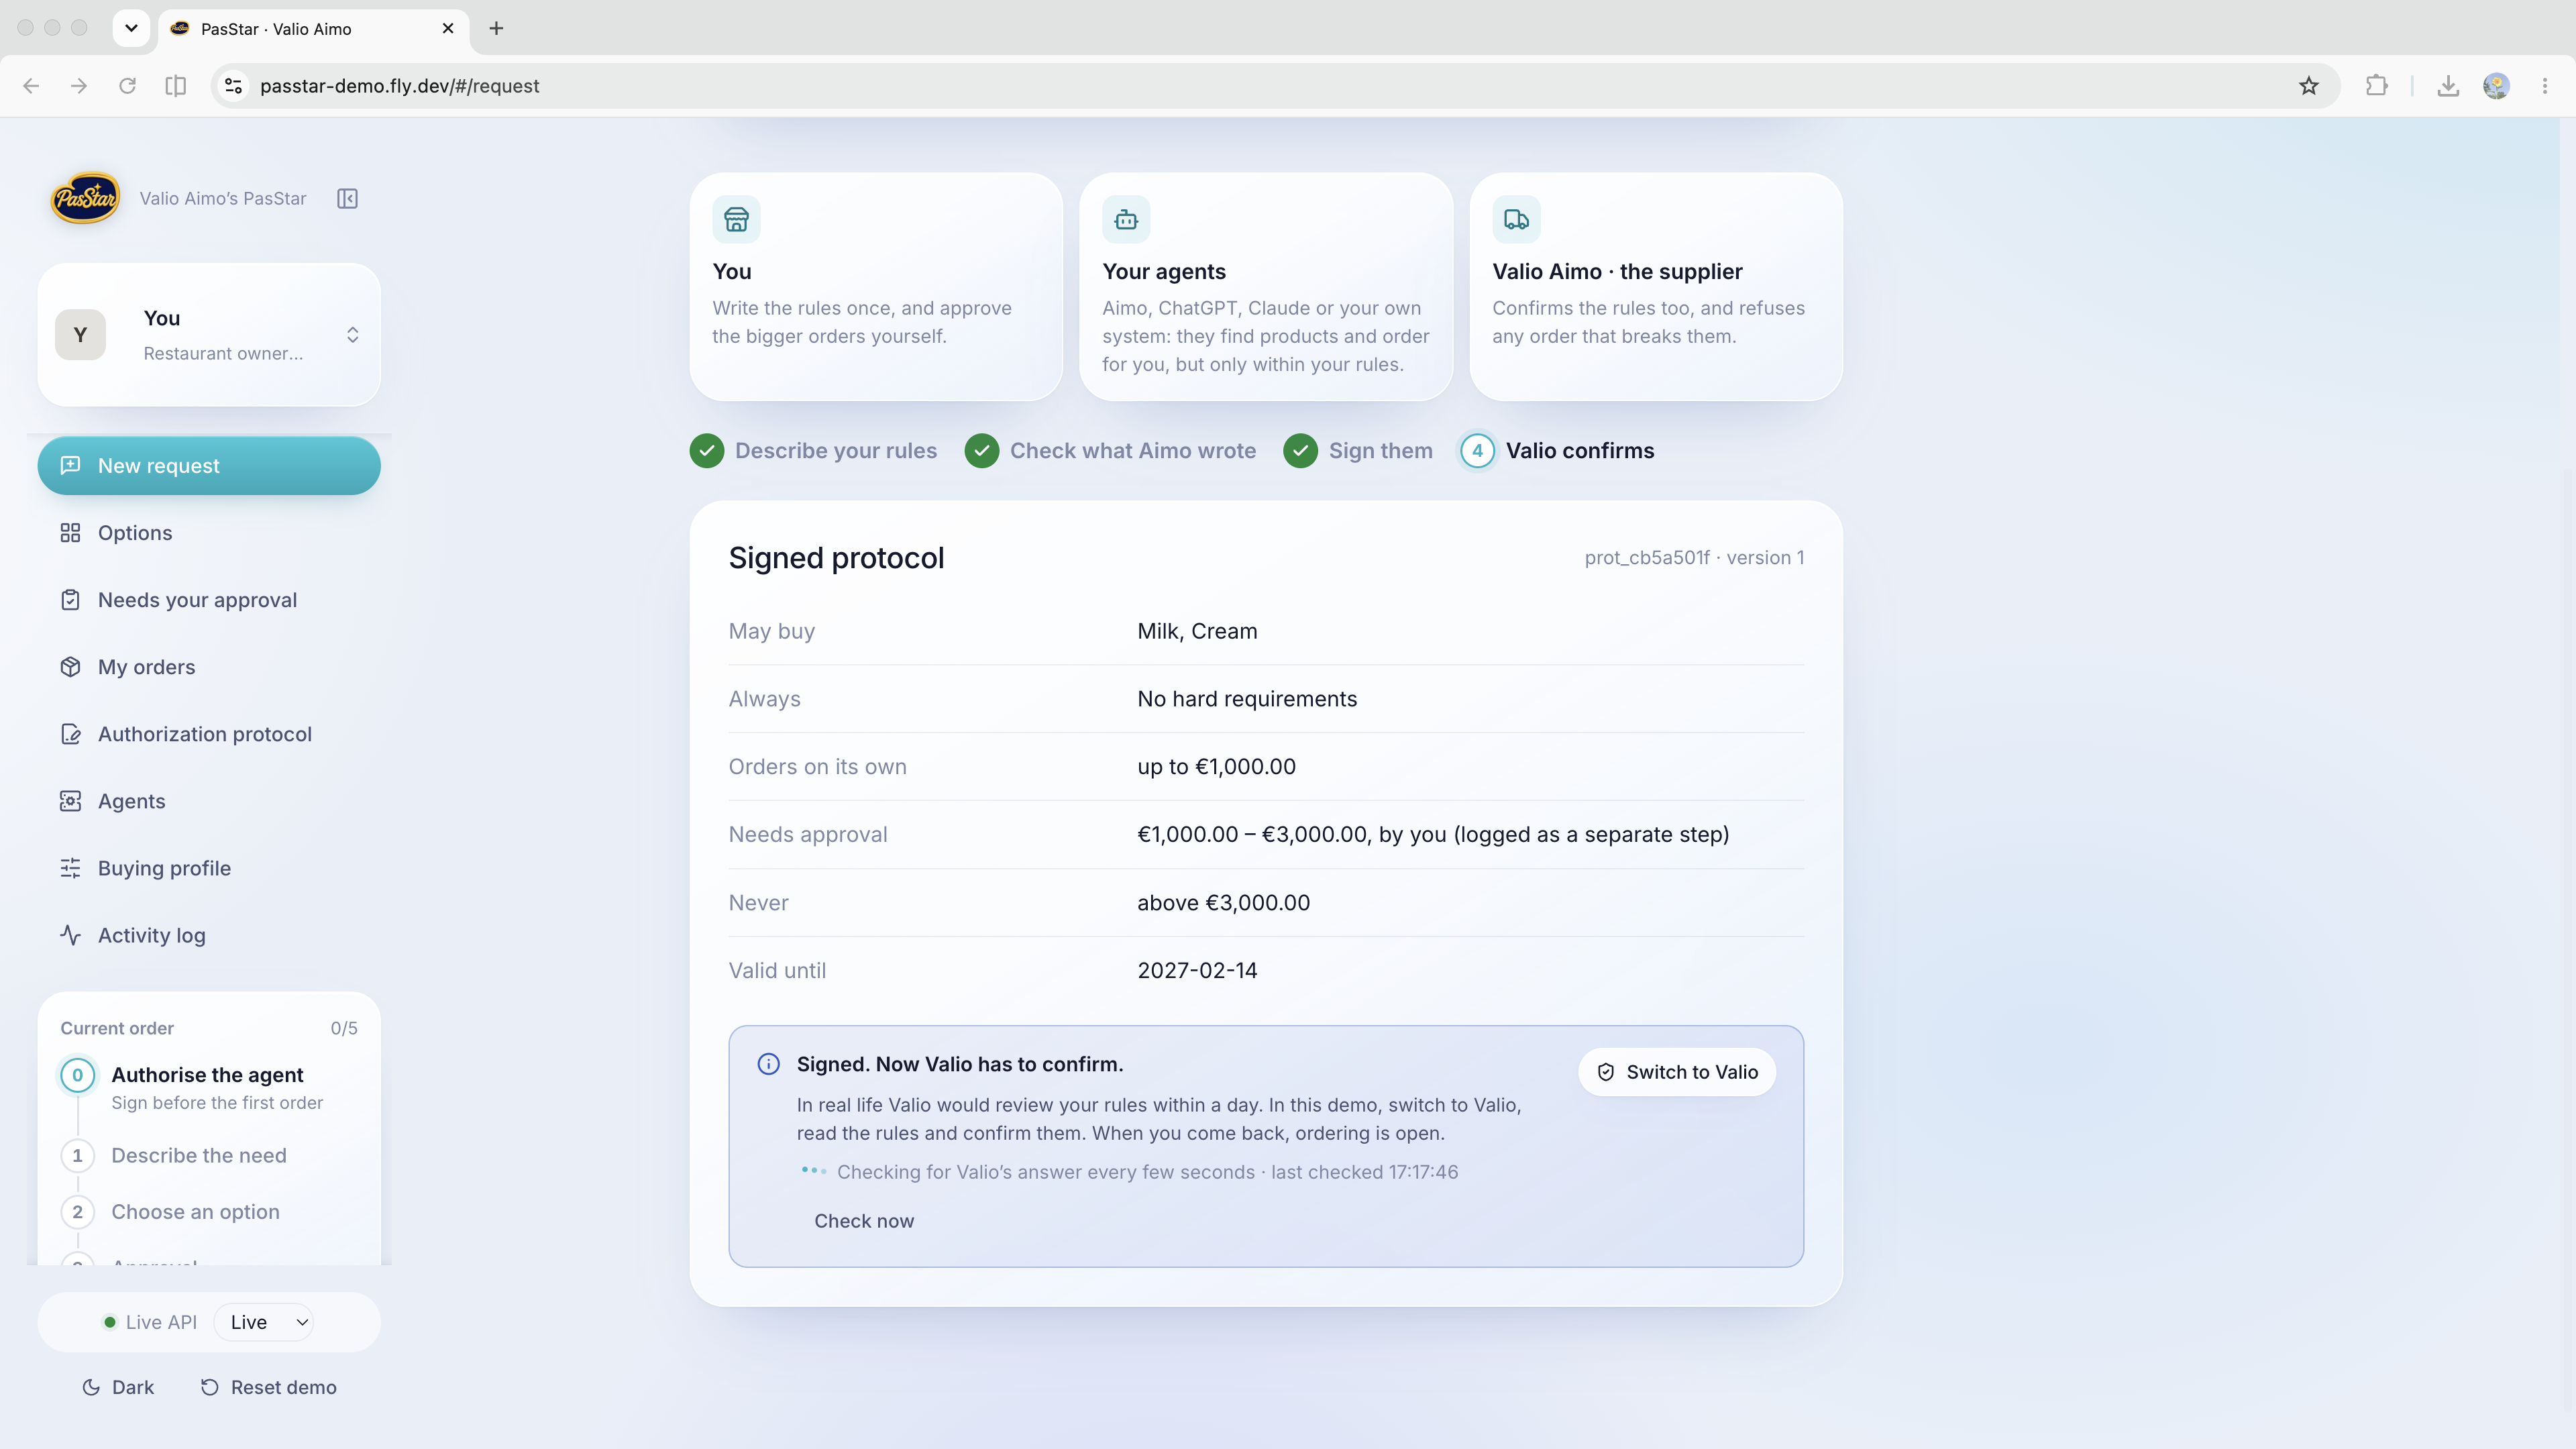 PasStar · Valio Aimo
passtar-demo.fly.dev/#/request
PasStar
Valio Aimo's PasStar
Y
You
Restaurant owner...
New request
Options
Needs your approval
My orders
Authorization protocol
Agents
Buying profile
Activity log
Current order 0/5
0 Authorise the agent
Sign before the first order
1 Describe the need
2 Choose an option
Live API Live
Dark Reset demo
You
Write the rules once, and approve
the bigger orders yourself.
Your agents
Aimo, ChatGPT, Claude or your own
system: they find products and order
for you, but only within your rules.
Valio Aimo · the supplier
Confirms the rules too, and refuses
any order that breaks them.
Describe your rules Check what Aimo wrote Sign them 4 Valio confirms
Signed protocol prot_cb5a501f · version 1
May buy Milk, Cream
Always No hard requirements
Orders on its own up to €1,000.00
Needs approval €1,000.00 – €3,000.00, by you (logged as a separate step)
Never above €3,000.00
Valid until 2027-02-14
Signed. Now Valio has to confirm.
Switch to Valio
In real life Valio would review your rules within a day. In this demo, switch to Valio,
read the rules and confirm them. When you come back, ordering is open.
Checking for Valio's answer every few seconds · last checked 17:17:46
Check now